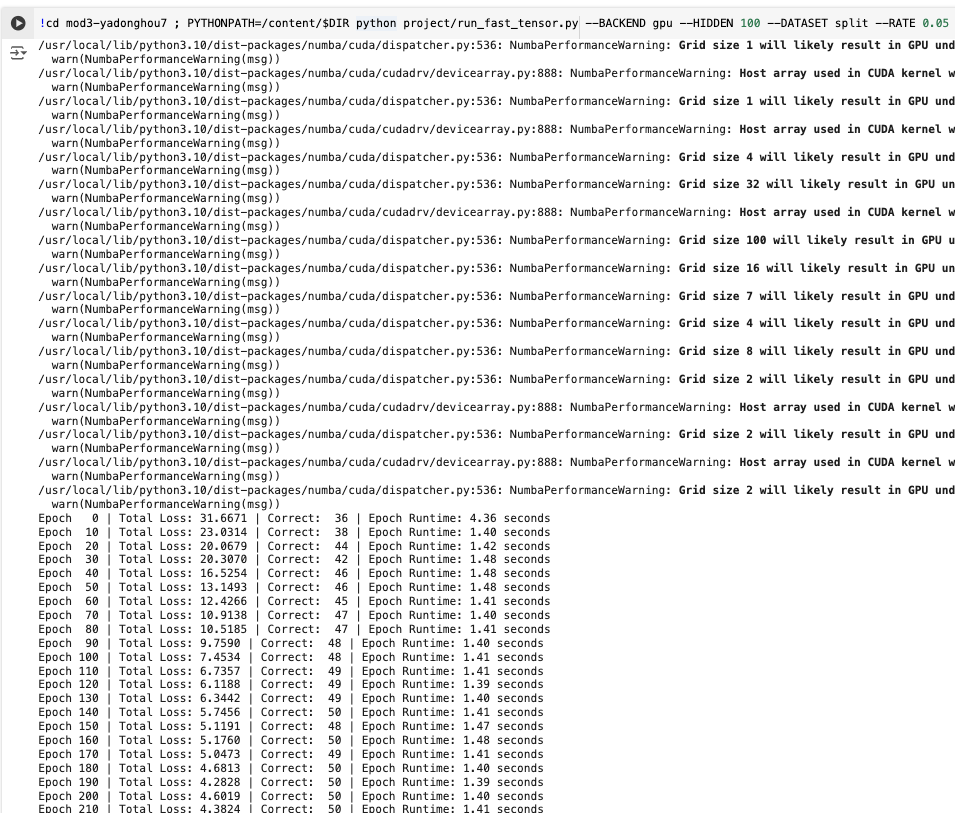 !cd mod3-yadonghou7 ; PYTHONPATH=/content/$DIR python project/run_fast_tensor.py --BACKEND gpu --HIDDEN 100 --DATASET split --RATE 0.05
/usr/local/lib/python3.10/dist-packages/numba/cuda/dispatcher.py:536: NumbaPerformanceWarning: Grid size 1 will likely result in GPU und
warn(NumbaPerformanceWarning(msg))
/usr/local/lib/python3.10/dist-packages/numba/cuda/cudadrv/devicearray.py:888: NumbaPerformanceWarning: Host array used in CUDA kernel w
warn(NumbaPerformanceWarning(msg))
/usr/local/lib/python3.10/dist-packages/numba/cuda/dispatcher.py:536: NumbaPerformanceWarning: Grid size 1 will likely result in GPU und
warn(NumbaPerformanceWarning(msg))
/usr/local/lib/python3.10/dist-packages/numba/cuda/cudadrv/devicearray.py:888: NumbaPerformanceWarning: Host array used in CUDA kernel w
warn(NumbaPerformanceWarning(msg))
/usr/local/lib/python3.10/dist-packages/numba/cuda/dispatcher.py:536: NumbaPerformanceWarning: Grid size 4 will likely result in GPU und
warn(NumbaPerformanceWarning(msg))
/usr/local/lib/python3.10/dist-packages/numba/cuda/dispatcher.py:536: NumbaPerformanceWarning: Grid size 32 will likely result in GPU un
warn(NumbaPerformanceWarning(msg))
/usr/local/lib/python3.10/dist-packages/numba/cuda/cudadrv/devicearray.py:888: NumbaPerformanceWarning: Host array used in CUDA kernel w
warn(NumbaPerformanceWarning(msg))
/usr/local/lib/python3.10/dist-packages/numba/cuda/dispatcher.py:536: NumbaPerformanceWarning: Grid size 100 will likely result in GPU u
warn(NumbaPerformanceWarning(msg))
/usr/local/lib/python3.10/dist-packages/numba/cuda/dispatcher.py:536: NumbaPerformanceWarning: Grid size 16 will likely result in GPU un
warn(NumbaPerformanceWarning(msg))
/usr/local/lib/python3.10/dist-packages/numba/cuda/dispatcher.py:536: NumbaPerformanceWarning: Grid size 7 will likely result in GPU und
warn(NumbaPerformanceWarning(msg))
/usr/local/lib/python3.10/dist-packages/numba/cuda/dispatcher.py:536: NumbaPerformanceWarning: Grid size 4 will likely result in GPU und
warn(NumbaPerformanceWarning(msg))
/usr/local/lib/python3.10/dist-packages/numba/cuda/dispatcher.py:536: NumbaPerformanceWarning: Grid size 8 will likely result in GPU und
warn(NumbaPerformanceWarning(msg))
/usr/local/lib/python3.10/dist-packages/numba/cuda/dispatcher.py:536: NumbaPerformanceWarning: Grid size 2 will likely result in GPU und
warn(NumbaPerformanceWarning(msg))
/usr/local/lib/python3.10/dist-packages/numba/cuda/cudadrv/devicearray.py:888: NumbaPerformanceWarning: Host array used in CUDA kernel w
warn(NumbaPerformanceWarning(msg))
/usr/local/lib/python3.10/dist-packages/numba/cuda/dispatcher.py:536: NumbaPerformanceWarning: Grid size 2 will likely result in GPU und
warn(NumbaPerformanceWarning(msg))
/usr/local/lib/python3.10/dist-packages/numba/cuda/cudadrv/devicearray.py:888: NumbaPerformanceWarning: Host array used in CUDA kernel w
warn(NumbaPerformanceWarning(msg))
/usr/local/lib/python3.10/dist-packages/numba/cuda/dispatcher.py:536: NumbaPerformanceWarning: Grid size 2 will likely result in GPU und
warn(NumbaPerformanceWarning(msg))
Epoch   0 | Total Loss: 31.6671 | Correct:  36 | Epoch Runtime: 4.36 seconds
Epoch  10 | Total Loss: 23.0314 | Correct:  38 | Epoch Runtime: 1.40 seconds
Epoch  20 | Total Loss: 20.0679 | Correct:  44 | Epoch Runtime: 1.42 seconds
Epoch  30 | Total Loss: 20.3070 | Correct:  42 | Epoch Runtime: 1.48 seconds
Epoch  40 | Total Loss: 16.5254 | Correct:  46 | Epoch Runtime: 1.48 seconds
Epoch  50 | Total Loss: 13.1493 | Correct:  46 | Epoch Runtime: 1.48 seconds
Epoch  60 | Total Loss: 12.4266 | Correct:  45 | Epoch Runtime: 1.41 seconds
Epoch  70 | Total Loss: 10.9138 | Correct:  47 | Epoch Runtime: 1.40 seconds
Epoch  80 | Total Loss: 10.5185 | Correct:  47 | Epoch Runtime: 1.41 seconds
Epoch  90 | Total Loss: 9.7590 | Correct:  48 | Epoch Runtime: 1.40 seconds
Epoch 100 | Total Loss: 7.4534 | Correct:  48 | Epoch Runtime: 1.41 seconds
Epoch 110 | Total Loss: 6.7357 | Correct:  49 | Epoch Runtime: 1.41 seconds
Epoch 120 | Total Loss: 6.1188 | Correct:  49 | Epoch Runtime: 1.39 seconds
Epoch 130 | Total Loss: 6.3442 | Correct:  49 | Epoch Runtime: 1.40 seconds
Epoch 140 | Total Loss: 5.7456 | Correct:  50 | Epoch Runtime: 1.41 seconds
Epoch 150 | Total Loss: 5.1191 | Correct:  48 | Epoch Runtime: 1.47 seconds
Epoch 160 | Total Loss: 5.1760 | Correct:  50 | Epoch Runtime: 1.48 seconds
Epoch 170 | Total Loss: 5.0473 | Correct:  49 | Epoch Runtime: 1.41 seconds
Epoch 180 | Total Loss: 4.6813 | Correct:  50 | Epoch Runtime: 1.40 seconds
Epoch 190 | Total Loss: 4.2828 | Correct:  50 | Epoch Runtime: 1.39 seconds
Epoch 200 | Total Loss: 4.6019 | Correct:  50 | Epoch Runtime: 1.40 seconds
Epoch 210 | Total Loss: 4.3824 | Correct:  50 | Epoch Runtime: 1.41 seconds